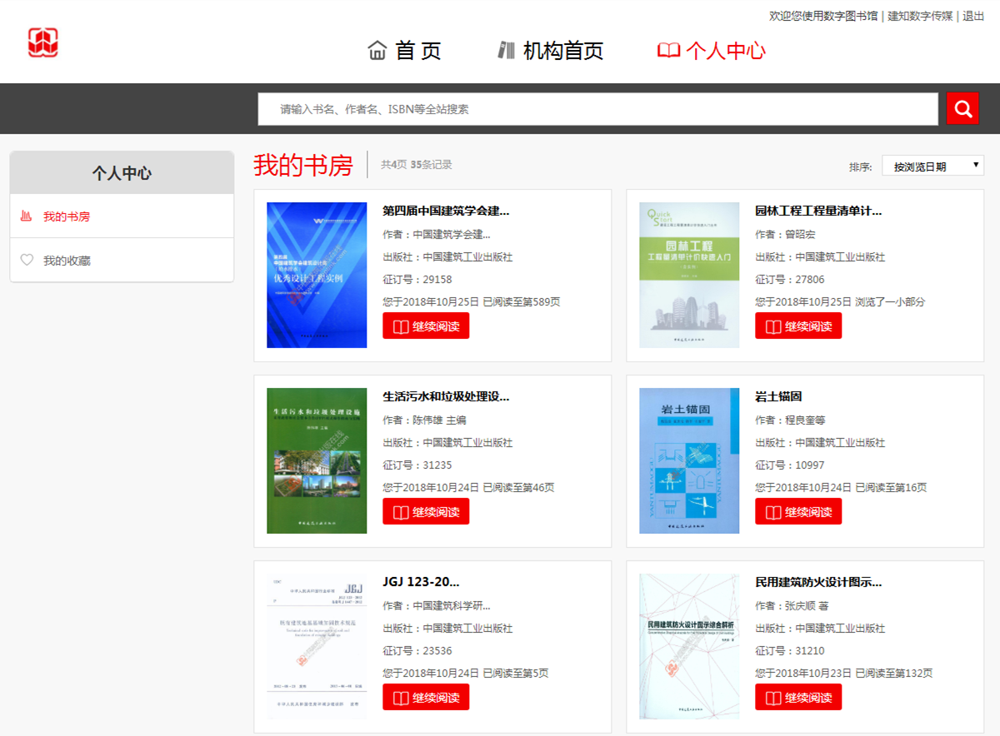 欢迎您使用数字图书馆 | 建知数字传媒 | 退出
首 页
机构首页
个人中心
请输入书名、作者名、ISBN等全站搜索
个人中心
我的书房
我的收藏
我的书房
共4页 35条记录
排序:
按浏览日期
第四届中国建筑学会建...
作者：中国建筑学会建...
出版社：中国建筑工业出版社
征订号：29158
您于2018年10月25日 已阅读至第589页
继续阅读
优秀设计工程实例
园林工程工程量清单计...
作者：曾昭宏
出版社：中国建筑工业出版社
征订号：27806
您于2018年10月25日 浏览了一小部分
继续阅读
Quick
Start
园林工程
工程量清单计价快速入门
生活污水和垃圾处理设...
作者：陈伟雄 主编
出版社：中国建筑工业出版社
征订号：31235
您于2018年10月24日 已阅读至第46页
继续阅读
生活污水和垃圾处理设施
岩土锚固
作者：程良奎等
出版社：中国建筑工业出版社
征订号：10997
您于2018年10月24日 已阅读至第16页
继续阅读
岩土锚固
JGJ 123-20...
作者：中国建筑科学研...
出版社：中国建筑工业出版社
征订号：23536
您于2018年10月24日 已阅读至第5页
继续阅读
JGJ
既有建筑地基基础加固技术规范
民用建筑防火设计图示...
作者：张庆顺 著
出版社：中国建筑工业出版社
征订号：31210
您于2018年10月23日 已阅读至第132页
继续阅读
民用建筑防火设计图示综合解析